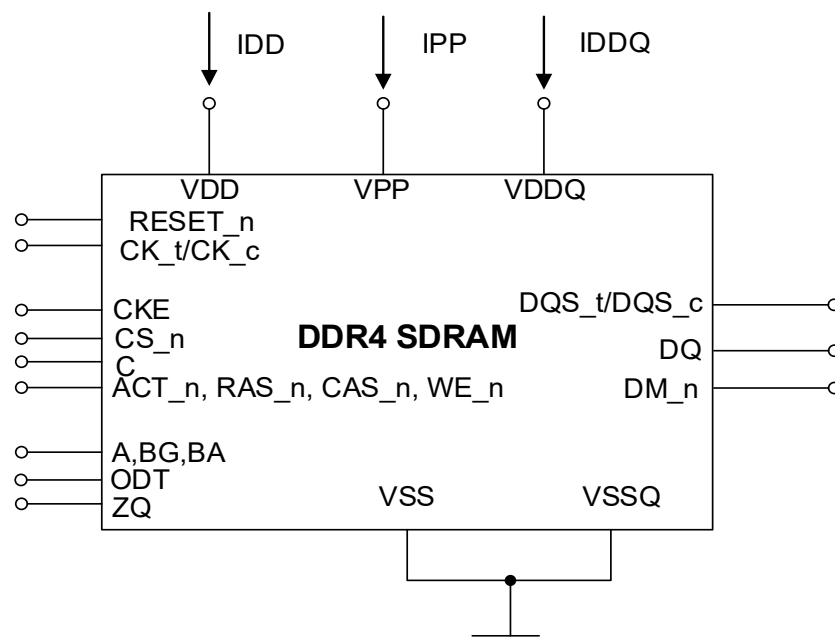 IDD IPP IDDQ
VDD VPP VDDQ
RESET_n
CK_t/CK_c
CKE DQS_t/DQS_c
CS_n DDR4 SDRAM
C DQ
ACT_n, RAS_n, CAS_n, WE_n DM_n
A,BG,BA
ODT
ZQ VSS VSSQ